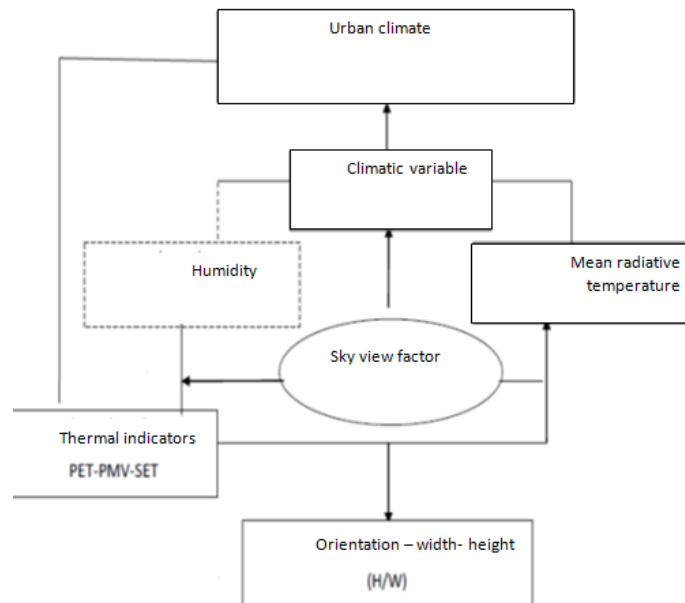 Urban climate
Climatic variable
Humidity
Mean radiative
temperature
Sky view factor
Thermal indicators
PET-PMV-SET
Orientation – width- height
(H/W)